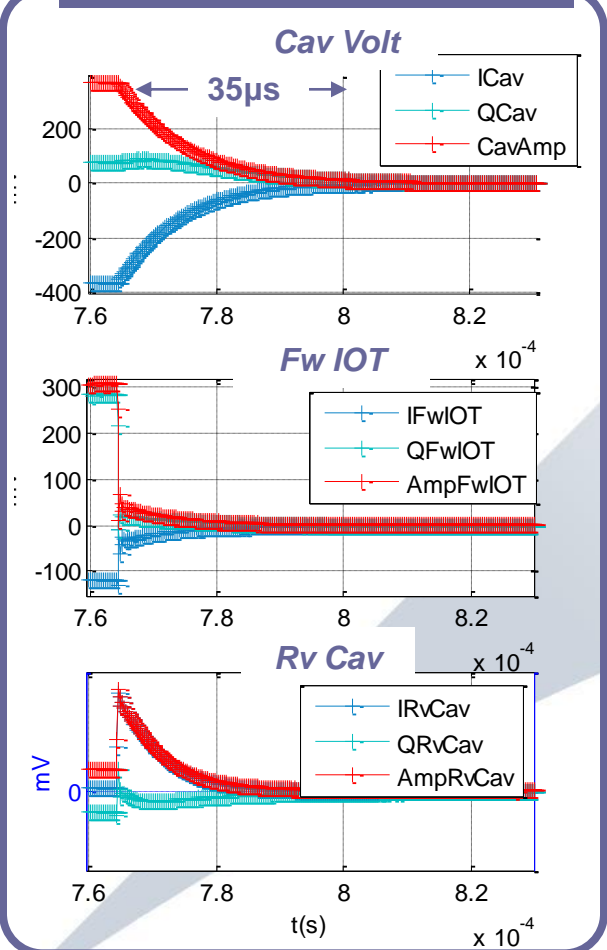 Cav Volt
35µs
ICav
QCav
CavAmp
200
0
-200
-400
7.6 7.8 8 8.2
x 10^-4
Fw IOT
IFwIOT
QFwIOT
AmpFwIOT
300
200
100
0
-100
7.6 7.8 8 8.2
x 10^-4
Rv Cav
IRvCav
QRvCav
AmpRvCav
mV
0
7.6 7.8 8 8.2
t(s)
x 10^-4